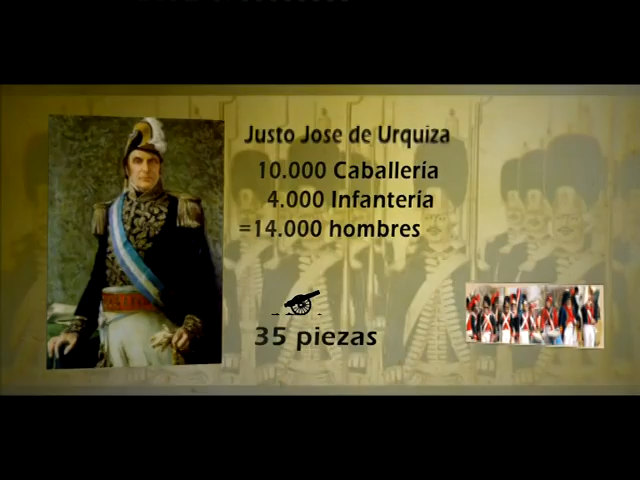 Justo Jose de Urquiza
10.000 Caballería
4.000 Infantería
=14.000 hombres
35 piezas